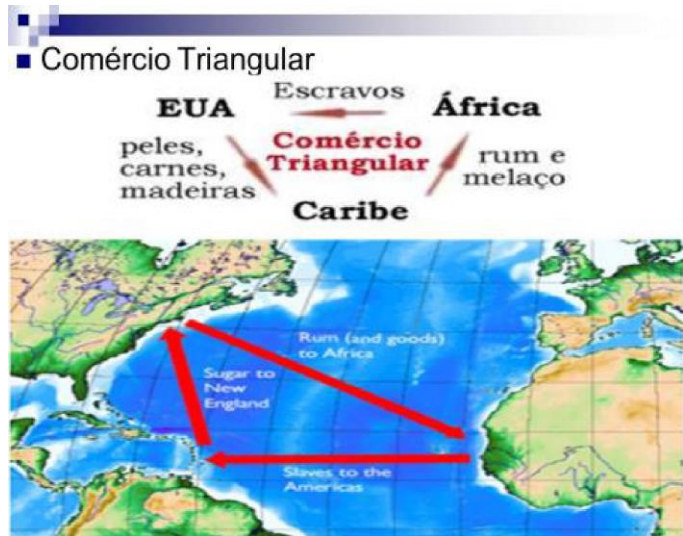 Comércio Triangular
Escravos
EUA
África
peles,
carnes,
madeiras
Comércio
Triangular
rum e
melaço
Caribe
Rum (and goods)
to Africa
Sugar to
New
England
Slaves to the
Americas